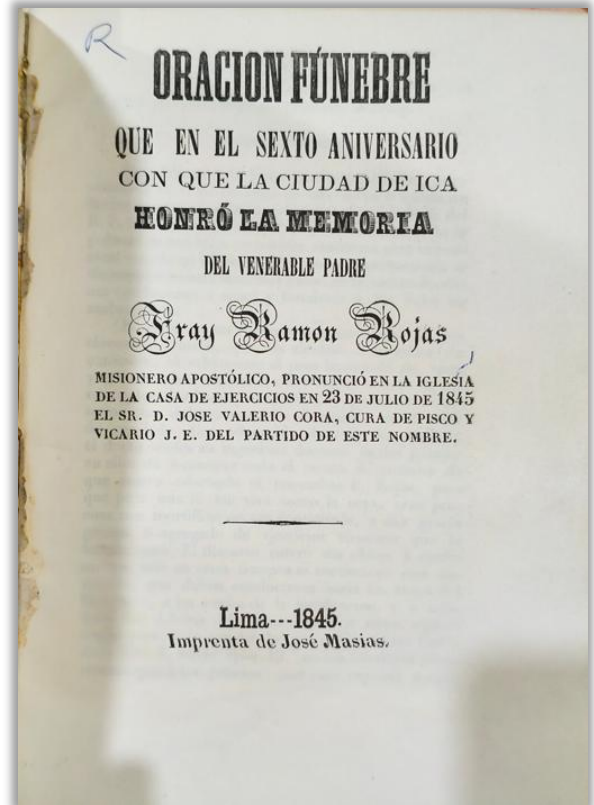 R
ORACION FÚNEBRE
QUE EN EL SEXTO ANIVERSARIO
CON QUE LA CIUDAD DE ICA
HONRÓ LA MEMORIA
DEL VENERABLE PADRE
Fray Ramon Rojas
MISIONERO APOSTÓLICO, PRONUNCIÓ EN LA IGLESIA
DE LA CASA DE EJERCICIOS EN 23 DE JULIO DE 1845
EL SR. D. JOSE VALERIO CORA, CURA DE PISCO Y
VICARIO J. E. DEL PARTIDO DE ESTE NOMBRE.
Lima---1845.
Imprenta de José Masias.